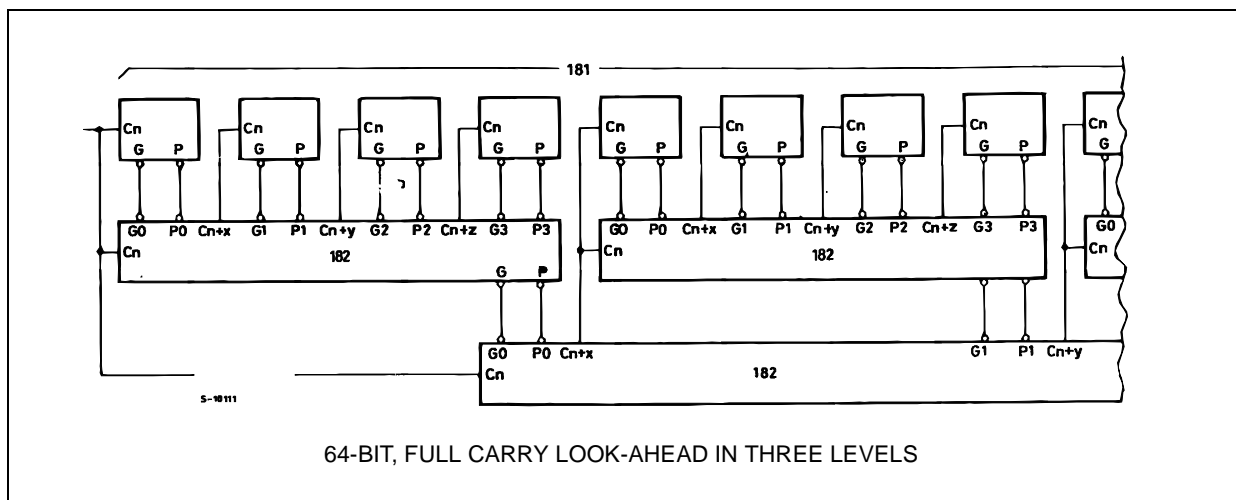 181
Cn Cn Cn Cn Cn Cn Cn Cn Cn
G P G P G P G P G P G P G P G P G
G0 P0 Cn+x G1 P1 Cn+y G2 P2 Cn+z G3 P3 G0 P0 Cn+x G1 P1 Cn+y G2 P2 Cn+z G3 P3 G0
Cn 182 Cn 182 Cn
G P
G0 P0 Cn+x G1 P1 Cn+y
Cn 182
S-10111
64-BIT, FULL CARRY LOOK-AHEAD IN THREE LEVELS